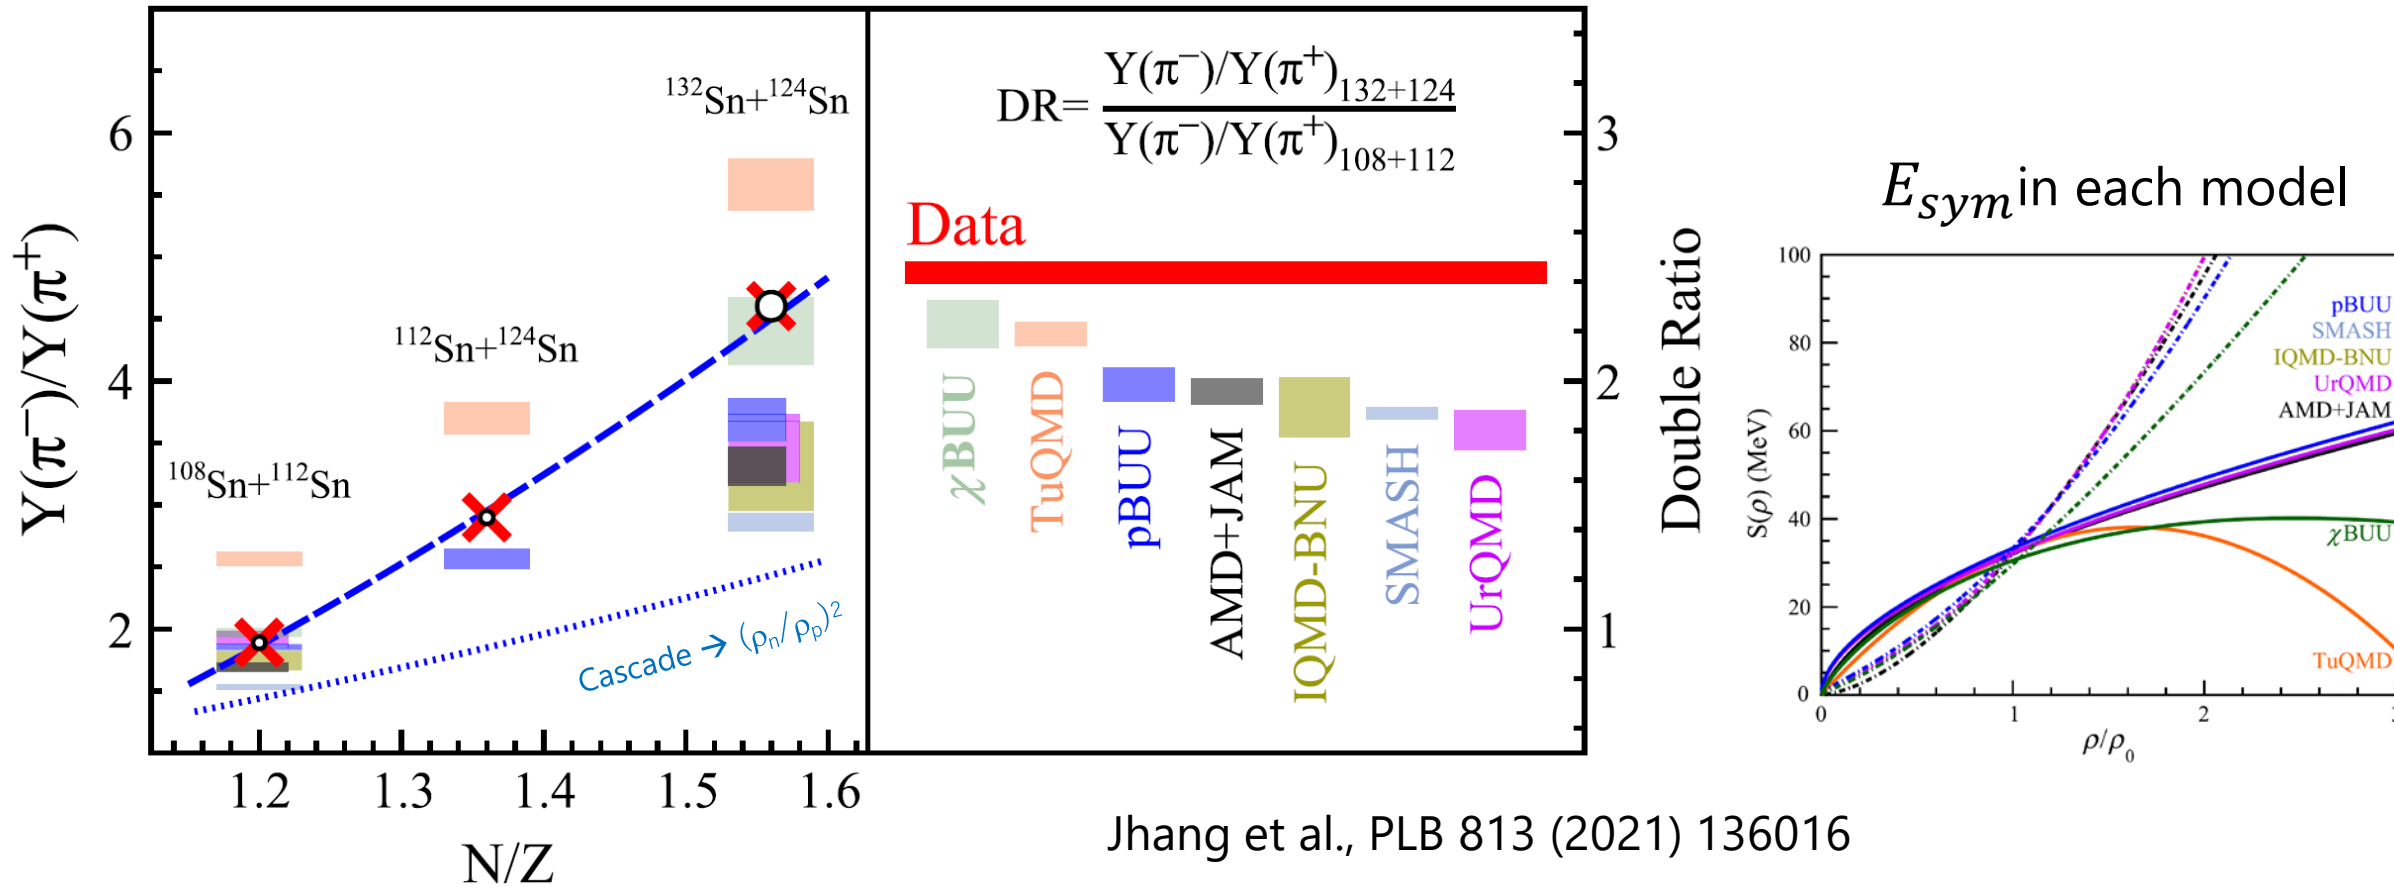 Y(π⁻)/Y(π⁺)
6
4
2
¹⁰⁸Sn+¹¹²Sn
¹¹²Sn+¹²⁴Sn
¹³²Sn+¹²⁴Sn
Cascade → (ρₙ/ρₚ)²
1.2 1.3 1.4 1.5 1.6
N/Z
DR= Y(π⁻)/Y(π⁺)₁₃₂₊₁₂₄
Y(π⁻)/Y(π⁺)₁₀₈₊₁₁₂
Data
χBUU
TuQMD
pBUU
AMD+JAM
IQMD-BNU
SMASH
UrQMD
3
2
1
Double Ratio
E_sym in each model
S(ρ) (MeV)
100
80
60
40
20
0
pBUU
SMASH
IQMD-BNU
UrQMD
AMD+JAM
χBUU
TuQMD
0 1 2
ρ/ρ₀
Jhang et al., PLB 813 (2021) 136016